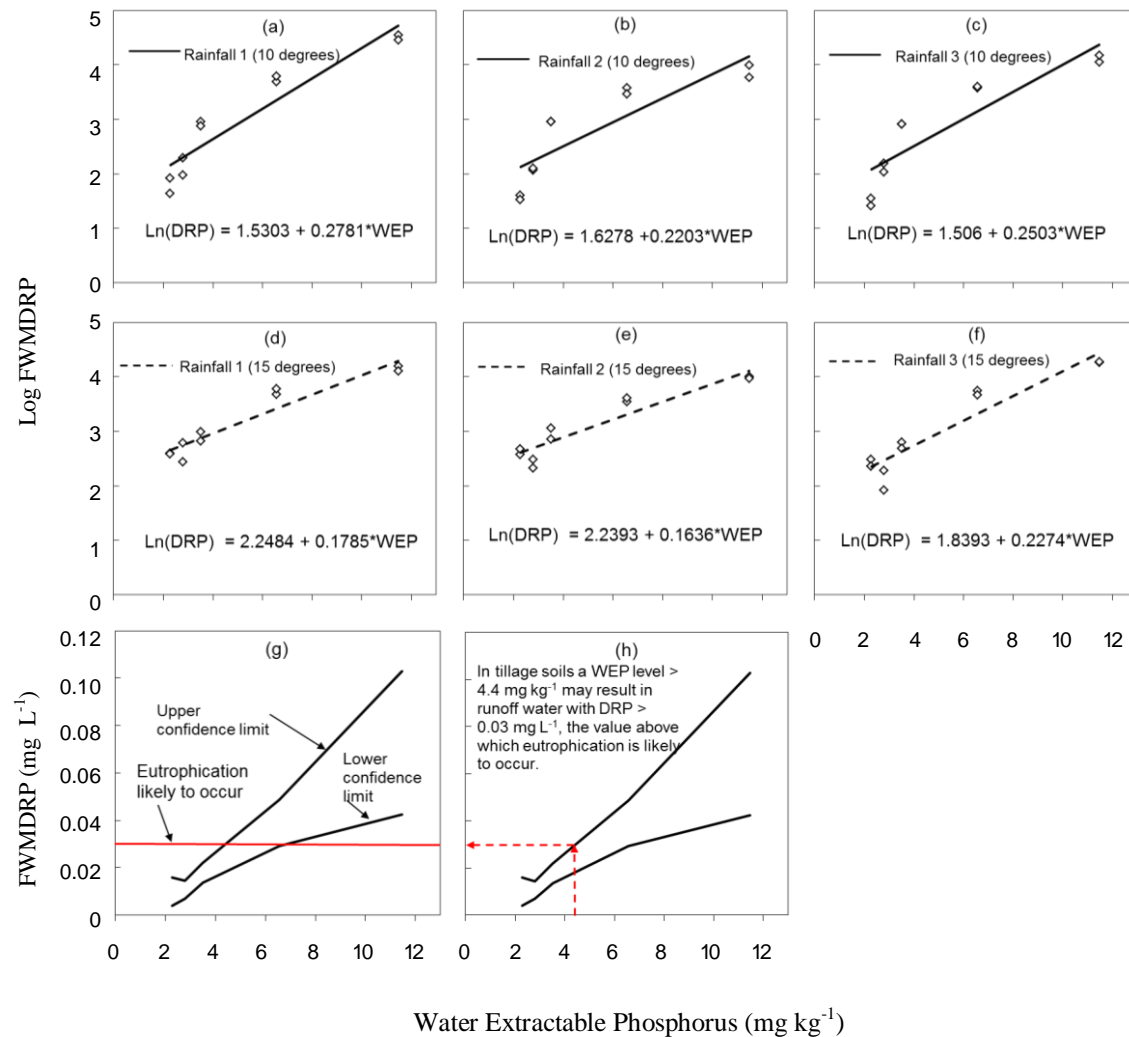 (a)
Rainfall 1 (10 degrees)
Ln(DRP) = 1.5303 + 0.2781*WEP
5
4
3
2
1
0
(b)
Rainfall 2 (10 degrees)
Ln(DRP) = 1.6278 +0.2203*WEP
(c)
Rainfall 3 (10 degrees)
Ln(DRP) = 1.506 + 0.2503*WEP
Log FWMDRP
(d)
Rainfall 1 (15 degrees)
Ln(DRP) = 2.2484 + 0.1785*WEP
5
4
3
2
1
0
(e)
Rainfall 2 (15 degrees)
Ln(DRP) = 2.2393 + 0.1636*WEP
(f)
Rainfall 3 (15 degrees)
Ln(DRP) = 1.8393 + 0.2274*WEP
0 2 4 6 8 10 12
FWMDRP (mg L-1)
0.12
0.10
0.08
0.06
0.04
0.02
0
(g)
Upper
confidence limit
Lower
confidence
limit
Eutrophication
likely to occur
0 2 4 6 8 10 12
(h)
In tillage soils a WEP level >
4.4 mg kg-1 may result in
runoff water with DRP >
0.03 mg L-1, the value above
which eutrophication is likely
to occur.
0 2 4 6 8 10 12
Water Extractable Phosphorus (mg kg-1)